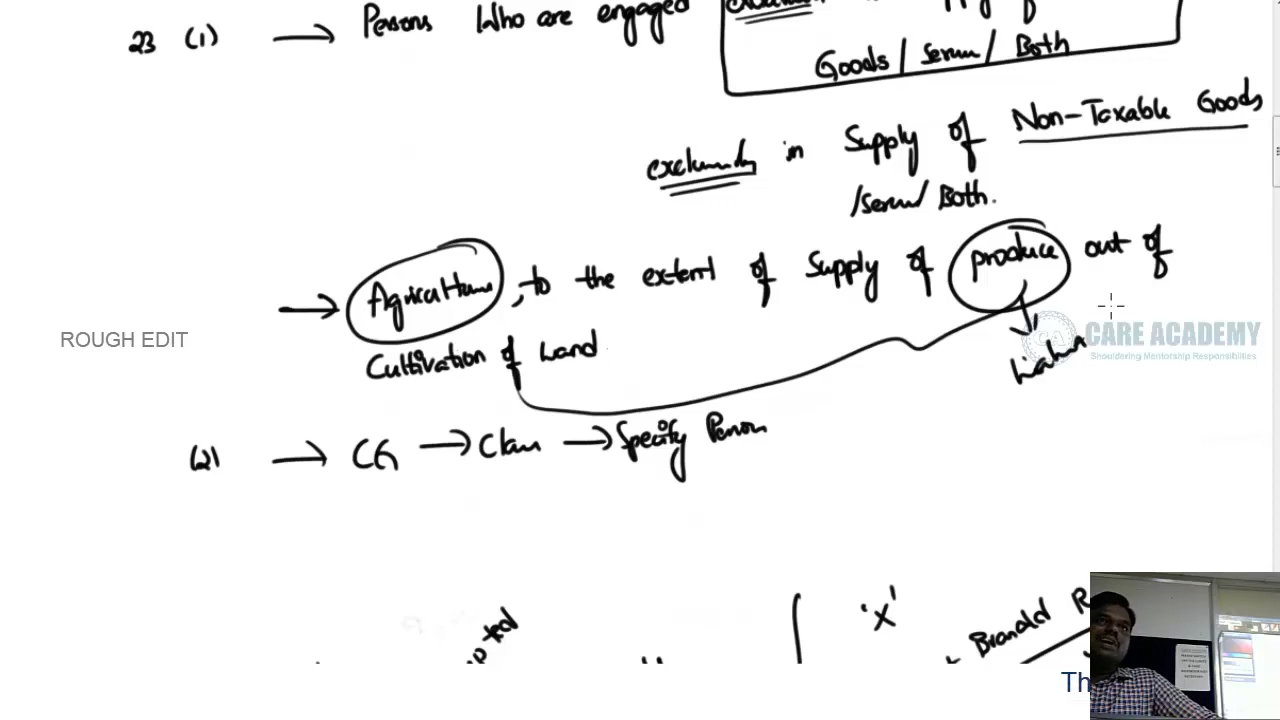 23 (1) → Persons Who are engaged
Goods / Serv / Both
exclusively in Supply of Non-Taxable Goods
/Serv/ Both.
→ Agriculturist, to the extent of Supply of produce out of
Cultivation of Land
ROUGH EDIT
CARE ACADEMY
Shouldering Mentorship Responsibilities
(2) → CG → → Specify Person
'X'
Branded R
Th